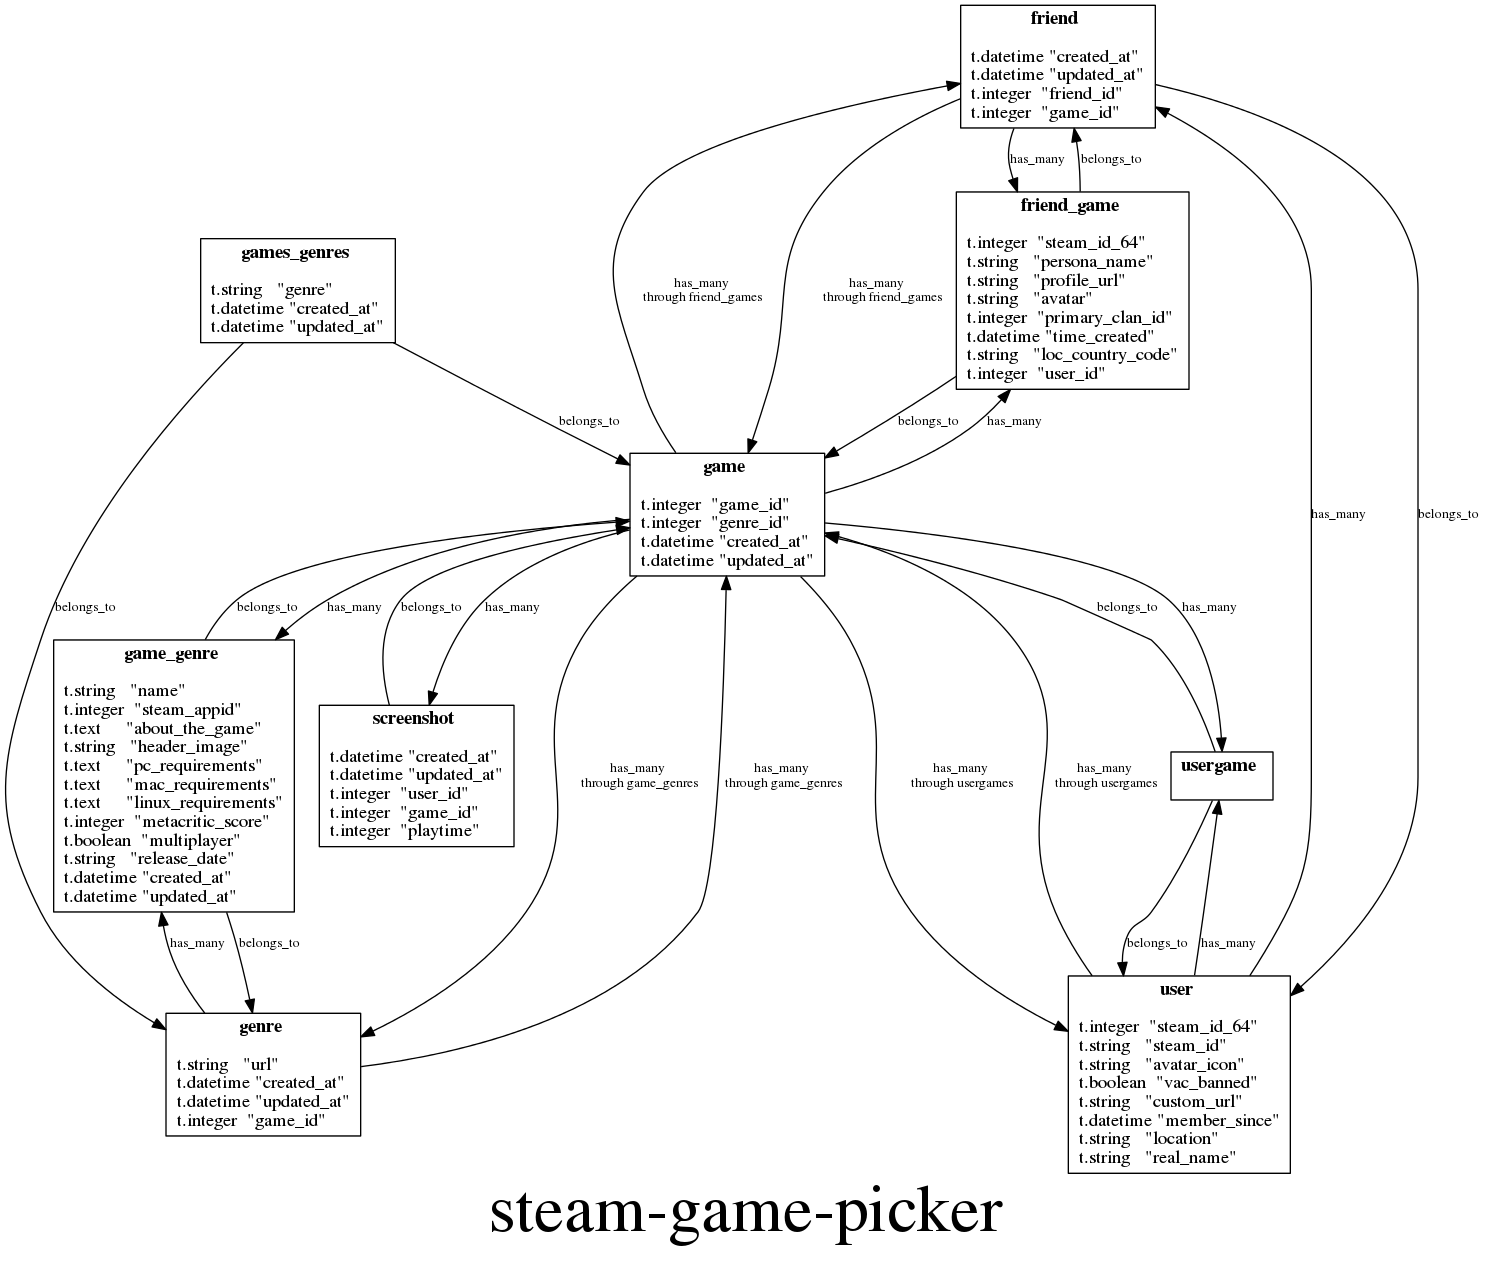 friend
t.datetime "created_at"
t.datetime "updated_at"
t.integer "friend_id"
t.integer "game_id"
has_many
belongs_to
friend_game
t.integer "steam_id_64"
t.string "persona_name"
t.string "profile_url"
t.string "avatar"
t.integer "primary_clan_id"
t.datetime "time_created"
t.string "loc_country_code"
t.integer "user_id"
games_genres
t.string "genre"
t.datetime "created_at"
t.datetime "updated_at"
has_many
through friend_games
has_many
through friend_games
belongs_to
belongs_to
has_many
game
t.integer "game_id"
t.integer "genre_id"
t.datetime "created_at"
t.datetime "updated_at"
has_many
belongs_to
belongs_to
belongs_to
has_many
belongs_to
has_many
belongs_to
has_many
game_genre
t.string "name"
t.integer "steam_appid"
t.text "about_the_game"
t.string "header_image"
t.text "pc_requirements"
t.text "mac_requirements"
t.text "linux_requirements"
t.integer "metacritic_score"
t.boolean "multiplayer"
t.string "release_date"
t.datetime "created_at"
t.datetime "updated_at"
screenshot
t.datetime "created_at"
t.datetime "updated_at"
t.integer "user_id"
t.integer "game_id"
t.integer "playtime"
has_many
through game_genres
has_many
through game_genres
has_many
through usergames
has_many
through usergames
usergame
has_many
belongs_to
belongs_to
has_many
genre
t.string "url"
t.datetime "created_at"
t.datetime "updated_at"
t.integer "game_id"
user
t.integer "steam_id_64"
t.string "steam_id"
t.string "avatar_icon"
t.boolean "vac_banned"
t.string "custom_url"
t.datetime "member_since"
t.string "location"
t.string "real_name"
steam-game-picker